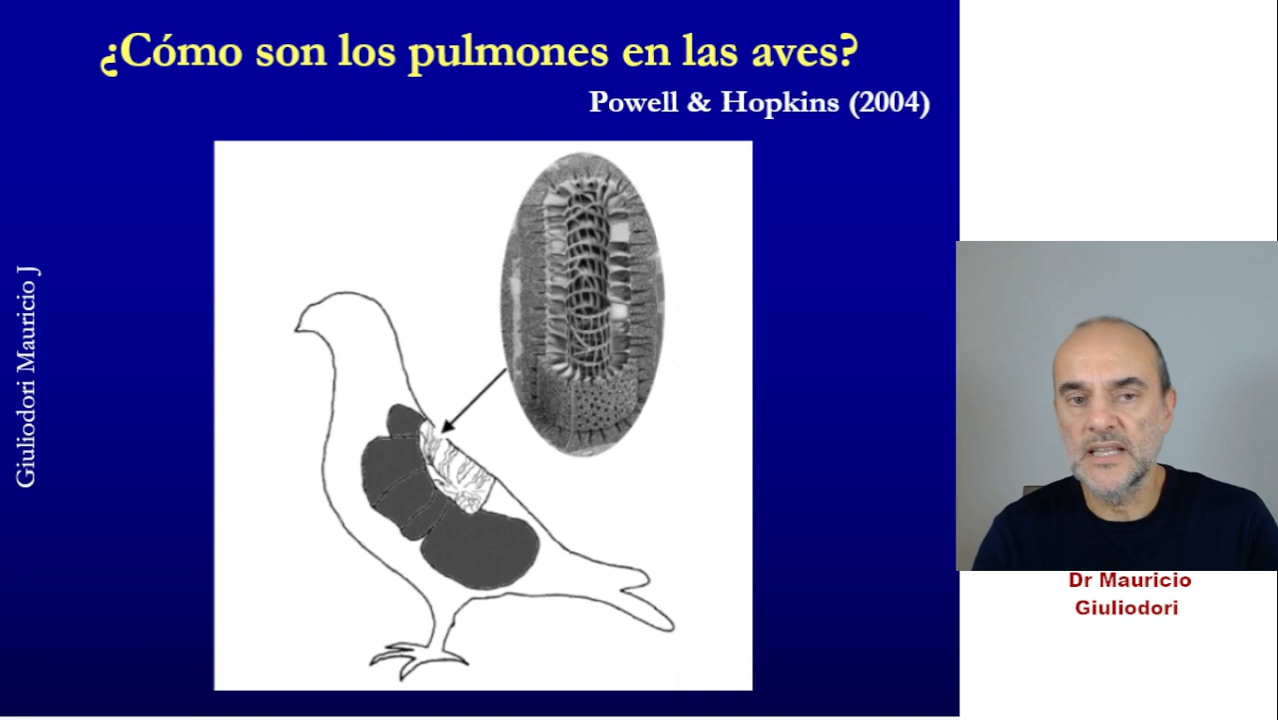 ¿Cómo son los pulmones en las aves?
Powell & Hopkins (2004)
Giuliodori Mauricio J
Dr Mauricio
Giuliodori